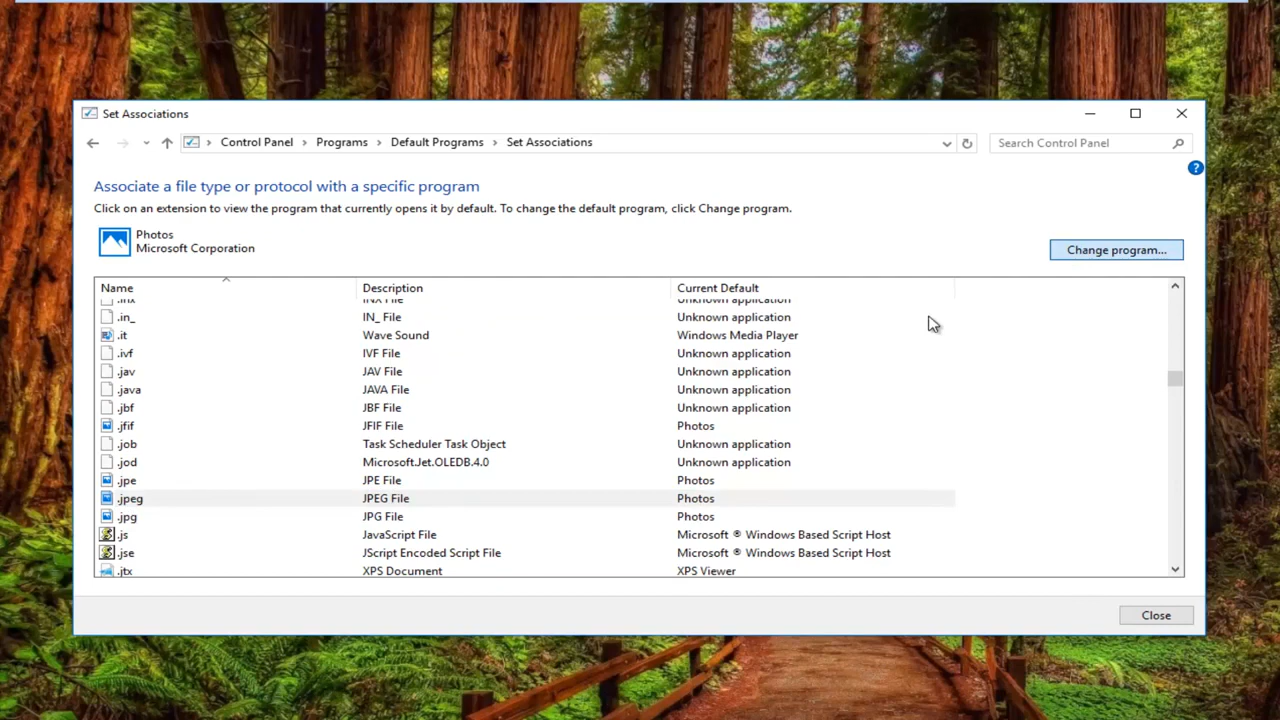 Set Associations
Control Panel > Programs > Default Programs > Set Associations
Search Control Panel
?
Associate a file type or protocol with a specific program
Click on an extension to view the program that currently opens it by default. To change the default program, click Change program.
Photos
Microsoft Corporation
Change program...
Name Description Current Default
.inx INX File Unknown application
.in_ IN_ File Unknown application
.it Wave Sound Windows Media Player
.ivf IVF File Unknown application
.jav JAV File Unknown application
.java JAVA File Unknown application
.jbf JBF File Unknown application
.jfif JFIF File Photos
.job Task Scheduler Task Object Unknown application
.jod Microsoft.Jet.OLEDB.4.0 Unknown application
.jpe JPE File Photos
.jpeg JPEG File Photos
.jpg JPG File Photos
.js JavaScript File Microsoft ® Windows Based Script Host
.jse JScript Encoded Script File Microsoft ® Windows Based Script Host
.jtx XPS Document XPS Viewer
Close